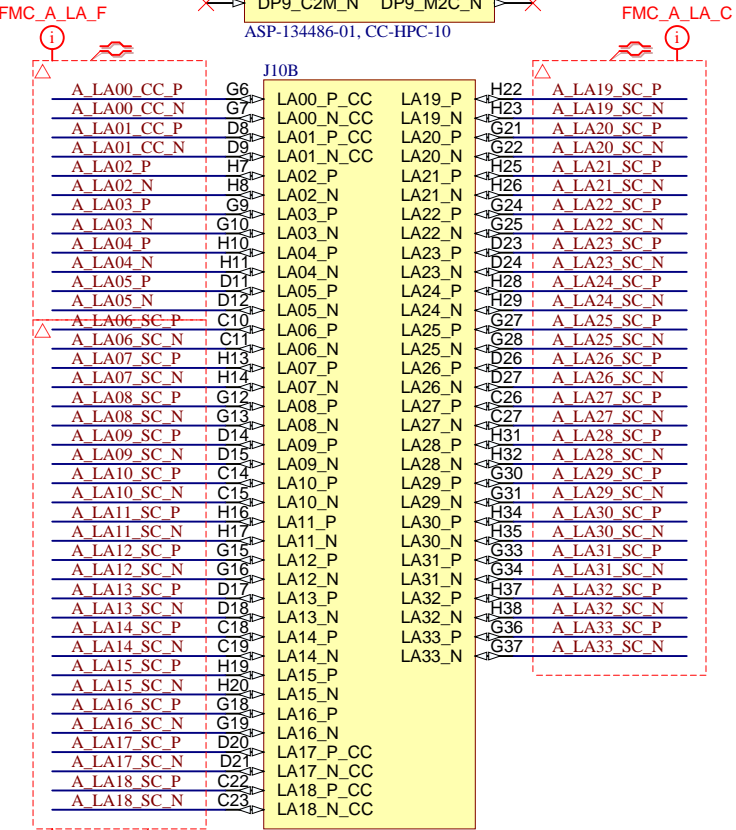 DP9_C2M_N DP9_M2C_N
FMC_A_LA_F FMC_A_LA_C
ASP-134486-01, CC-HPC-10
J10B
A_LA00_CC_P G6 LA00_P_CC LA19_P H22 A_LA19_SC_P
A_LA00_CC_N G7 LA00_N_CC LA19_N H23 A_LA19_SC_N
A_LA01_CC_P D8 LA01_P_CC LA20_P G21 A_LA20_SC_P
A_LA01_CC_N D9 LA01_N_CC LA20_N G22 A_LA20_SC_N
A_LA02_P H7 LA02_P LA21_P H25 A_LA21_SC_P
A_LA02_N H8 LA02_N LA21_N H26 A_LA21_SC_N
A_LA03_P G9 LA03_P LA22_P G24 A_LA22_SC_P
A_LA03_N G10 LA03_N LA22_N G25 A_LA22_SC_N
A_LA04_P H10 LA04_P LA23_P D23 A_LA23_SC_P
A_LA04_N H11 LA04_N LA23_N D24 A_LA23_SC_N
A_LA05_P D11 LA05_P LA24_P H28 A_LA24_SC_P
A_LA05_N D12 LA05_N LA24_N H29 A_LA24_SC_N
A_LA06_SC_P C10 LA06_P LA25_P G27 A_LA25_SC_P
A_LA06_SC_N C11 LA06_N LA25_N G28 A_LA25_SC_N
A_LA07_SC_P H13 LA07_P LA26_P D26 A_LA26_SC_P
A_LA07_SC_N H14 LA07_N LA26_N D27 A_LA26_SC_N
A_LA08_SC_P G12 LA08_P LA27_P C26 A_LA27_SC_P
A_LA08_SC_N G13 LA08_N LA27_N C27 A_LA27_SC_N
A_LA09_SC_P D14 LA09_P LA28_P H31 A_LA28_SC_P
A_LA09_SC_N D15 LA09_N LA28_N H32 A_LA28_SC_N
A_LA10_SC_P C14 LA10_P LA29_P G30 A_LA29_SC_P
A_LA10_SC_N C15 LA10_N LA29_N G31 A_LA29_SC_N
A_LA11_SC_P H16 LA11_P LA30_P H34 A_LA30_SC_P
A_LA11_SC_N H17 LA11_N LA30_N H35 A_LA30_SC_N
A_LA12_SC_P G15 LA12_P LA31_P G33 A_LA31_SC_P
A_LA12_SC_N G16 LA12_N LA31_N G34 A_LA31_SC_N
A_LA13_SC_P D17 LA13_P LA32_P H37 A_LA32_SC_P
A_LA13_SC_N D18 LA13_N LA32_N H38 A_LA32_SC_N
A_LA14_SC_P C18 LA14_P LA33_P G36 A_LA33_SC_P
A_LA14_SC_N C19 LA14_N LA33_N G37 A_LA33_SC_N
A_LA15_SC_P H19 LA15_P
A_LA15_SC_N H20 LA15_N
A_LA16_SC_P G18 LA16_P
A_LA16_SC_N G19 LA16_N
A_LA17_SC_P D20 LA17_P_CC
A_LA17_SC_N D21 LA17_N_CC
A_LA18_SC_P C22 LA18_P_CC
A_LA18_SC_N C23 LA18_N_CC